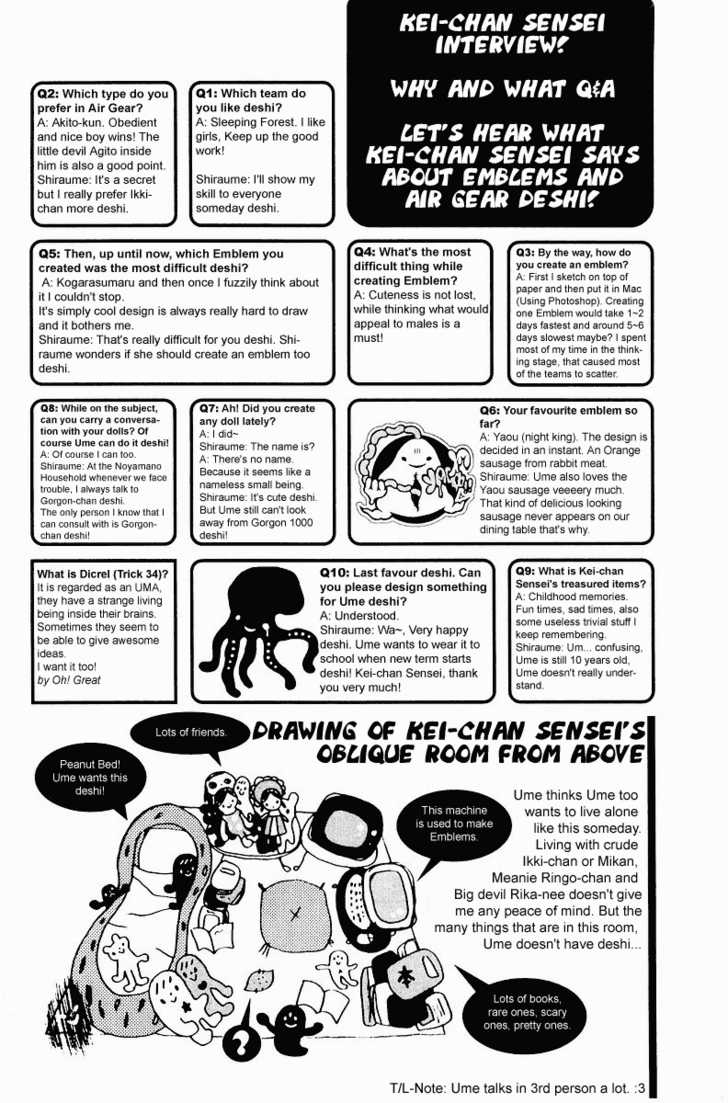 KEI-CHAN SENSEI
INTERVIEW?
WHY AND WHAT Q&A
LET'S HEAR WHAT
KEI-CHAN SENSEI SAYS
ABOUT EMBLEMS AND
AIR GEAR DESHI?
Q1: Which team do
you like deshi?
A: Sleeping Forest. I like
girls, Keep up the good
work!
Shiraume: I'll show my
skill to everyone
someday deshi.
Q2: Which type do you
prefer in Air Gear?
A: Akito-kun. Obedient
and nice boy wins! The
little devil Agito inside
him is also a good point.
Shiraume: It's a secret
but I really prefer Ikki-
chan more deshi.
Q3: By the way, how do
you create an emblem?
A: First I sketch on top of
paper and then put it in Mac
(Using Photoshop). Creating
one Emblem would take 1~2
days fastest and around 5~6
days slowest maybe? I spent
most of my time in the think-
ing stage, that caused most
of the teams to scatter.
Q4: What's the most
difficult thing while
creating Emblem?
A: Cuteness is not lost,
while thinking what would
appeal to males is a
must!
Q5: Then, up until now, which Emblem you
created was the most difficult deshi?
A: Kogarasumaru and then once I fuzzily think about
it I couldn't stop.
It's simply cool design is always really hard to draw
and it bothers me.
Shiraume: That's really difficult for you deshi. Shi-
raume wonders if she should create an emblem too
deshi.
Q6: Your favourite emblem so
far?
A: Yaou (night king). The design is
decided in an instant. An Orange
sausage from rabbit meat.
Shiraume: Ume also loves the
Yaou sausage veeeery much.
That kind of delicious looking
sausage never appears on our
dining table that's why.
Q7: Ah! Did you create
any doll lately?
A: I did~
Shiraume: The name is?
A: There's no name.
Because it seems like a
nameless small being.
Shiraume: It's cute deshi.
But Ume still can't look
away from Gorgon 1000
deshi!
Q8: While on the subject,
can you carry a conversa-
tion with your dolls? Of
course Ume can do it deshi!
A: Of course I can too.
Shiraume: At the Noyamano
Household whenever we face
trouble, I always talk to
Gorgon-chan deshi.
The only person I know that I
can consult with is Gorgon-
chan deshi!
Q9: What is Kei-chan
Sensei's treasured items?
A: Childhood memories.
Fun times, sad times, also
some useless trivial stuff I
keep remembering.
Shiraume: Um... confusing,
Ume is still 10 years old,
Ume doesn't really under-
stand.
Q10: Last favour deshi. Can
you please design something
for Ume deshi?
A: Understood.
Shiraume: Wa~, Very happy
deshi. Ume wants to wear it to
school when new term starts
deshi! Kei-chan Sensei, thank
you very much!
What is Dicrel (Trick 34)?
It is regarded as an UMA,
they have a strange living
being inside their brains.
Sometimes they seem to
be able to give awesome
ideas.
I want it too!
by Oh! Great
DRAWING OF KEI-CHAN SENSEI'S
OBLIQUE ROOM FROM ABOVE
Lots of friends.
Peanut Bed!
Ume wants this
deshi!
This machine
is used to make
Emblems.
Ume thinks Ume too
wants to live alone
like this someday.
Living with crude
Ikki-chan or Mikan,
Meanie Ringo-chan and
Big devil Rika-nee doesn't give
me any peace of mind. But the
many things that are in this room,
Ume doesn't have deshi...
Lots of books,
rare ones, scary
ones, pretty ones.
?
T/L-Note: Ume talks in 3rd person a lot. :3